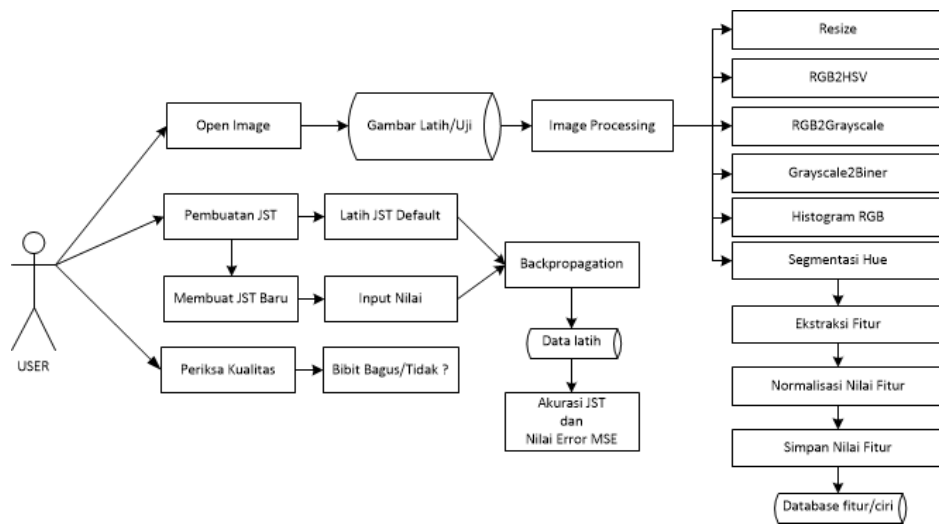 Resize
RGB2HSV
Open Image
Gambar Latih/Uji
Image Processing
RGB2Grayscale
Grayscale2Biner
Histogram RGB
Segmentasi Hue
Ekstraksi Fitur
Normalisasi Nilai Fitur
Simpan Nilai Fitur
Database fitur/ciri
Pembuatan JST
Latih JST Default
Membuat JST Baru
Input Nilai
Backpropagation
Data latih
Akurasi JST
dan
Nilai Error MSE
Periksa Kualitas
Bibit Bagus/Tidak ?
USER